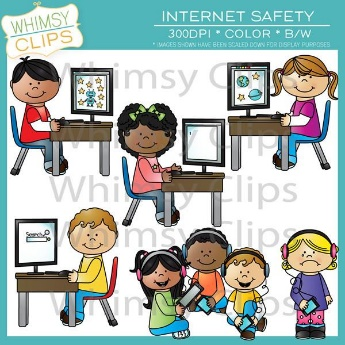 WHIMSY
CLIPS
INTERNET SAFETY
300DPI * COLOR * B/W
* IMAGES SHOWN HAVE BEEN SCALED DOWN FOR DISPLAY PURPOSES
Whimsy Clips
Whimsy Clips
Whimsy Clips
Search
Whimsy Clips